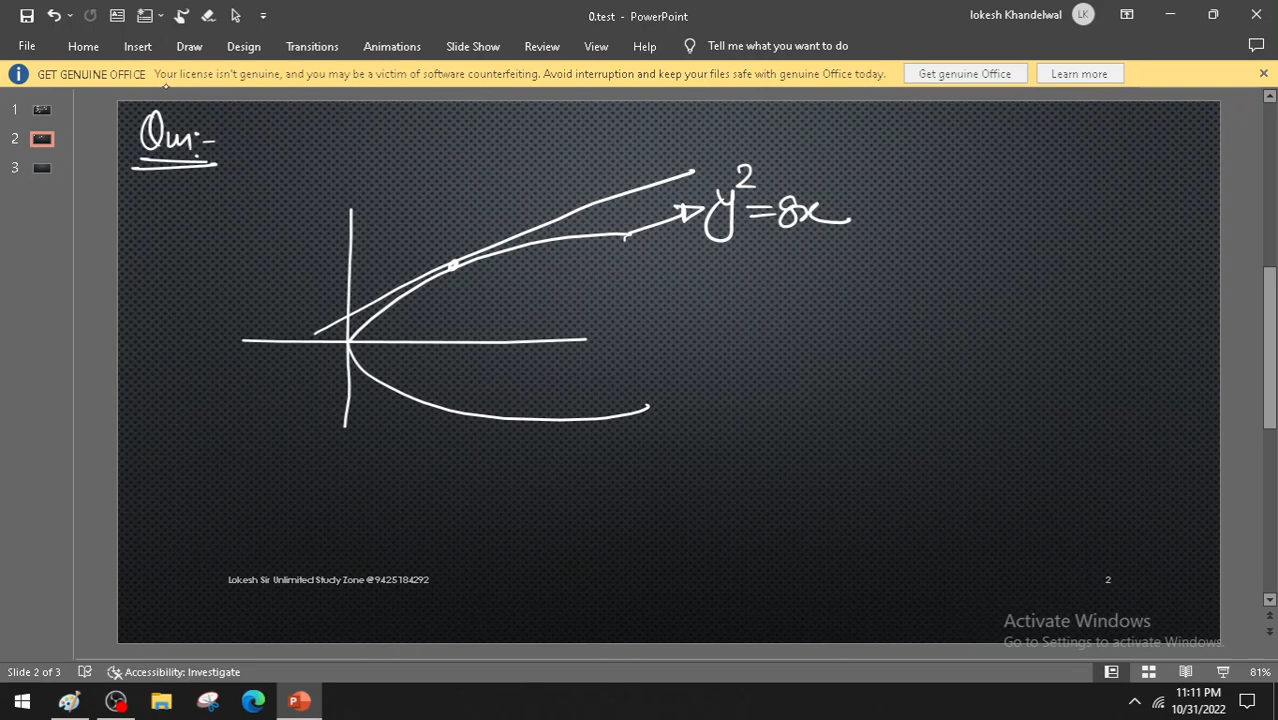 0.test - PowerPoint
lokesh Khandelwal
LK
File
Home
Insert
Draw
Design
Transitions
Animations
Slide Show
Review
View
Help
Tell me what you want to do
GET GENUINE OFFICE
Your license isn't genuine, and you may be a victim of software counterfeiting. Avoid interruption and keep your files safe with genuine Office today.
Get genuine Office
Learn more
1
2
3
Qui:-
y²=8x
Lokesh Sir Unlimited Study Zone @9425184292
2
Activate Windows
Go to Settings to activate Windows.
Slide 2 of 3
Accessibility: Investigate
81%
11:11 PM
10/31/2022